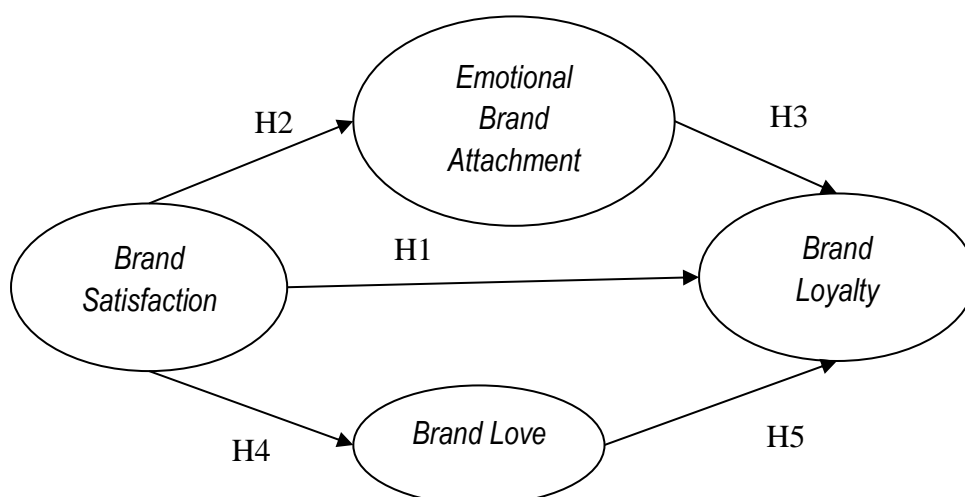 Emotional
Brand
Attachment
H2
H3
Brand
Satisfaction
H1
Brand
Loyalty
Brand Love
H4
H5